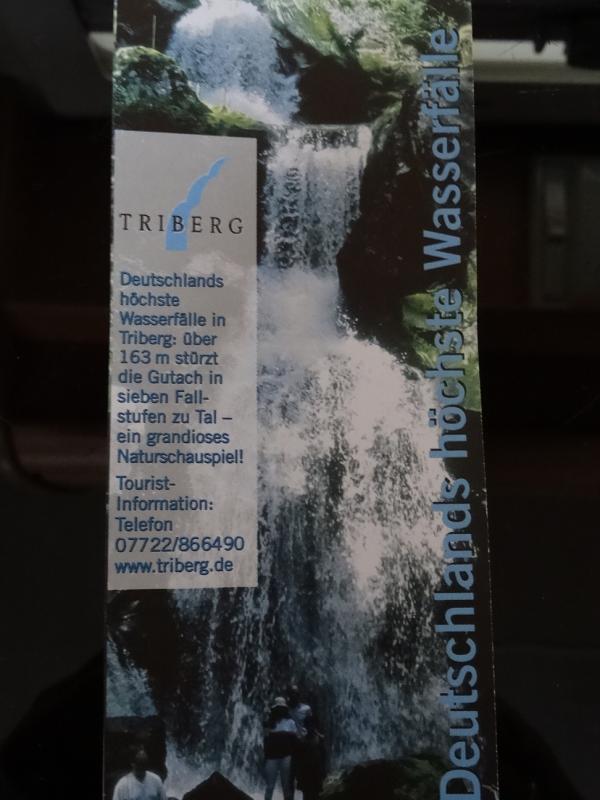 TRIBERG
Deutschlands
höchste
Wasserfälle in
Triberg: über
163 m stürzt
die Gutach in
sieben Fall-
stufen zu Tal –
ein grandioses
Naturschauspiel!
Tourist-
Information:
Telefon
07722/866490
www.triberg.de
Deutschlands höchste Wasserfälle